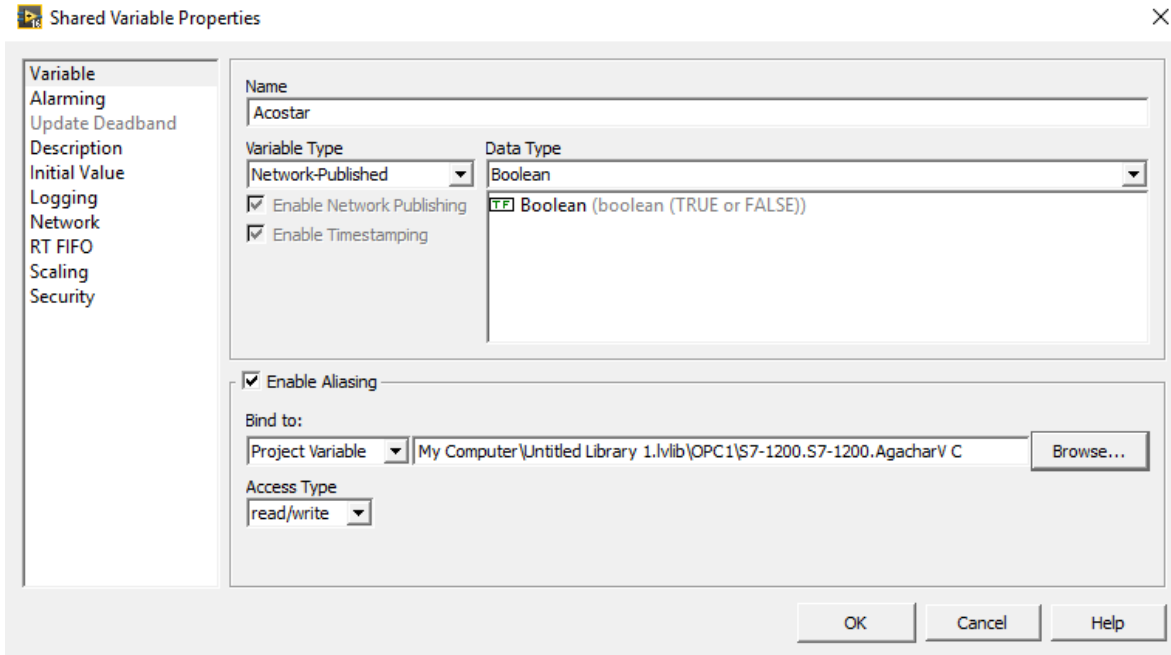 Shared Variable Properties
Variable
Alarming
Update Deadband
Description
Initial Value
Logging
Network
RT FIFO
Scaling
Security
Name
Acostar
Variable Type
Data Type
Network-Published
Boolean
Enable Network Publishing
TF Boolean (boolean (TRUE or FALSE))
Enable Timestamping
Enable Aliasing
Bind to:
Project Variable
My Computer\Untitled Library 1.lvlib\OPC1\S7-1200.S7-1200.AgacharV C
Browse...
Access Type
read/write
OK
Cancel
Help